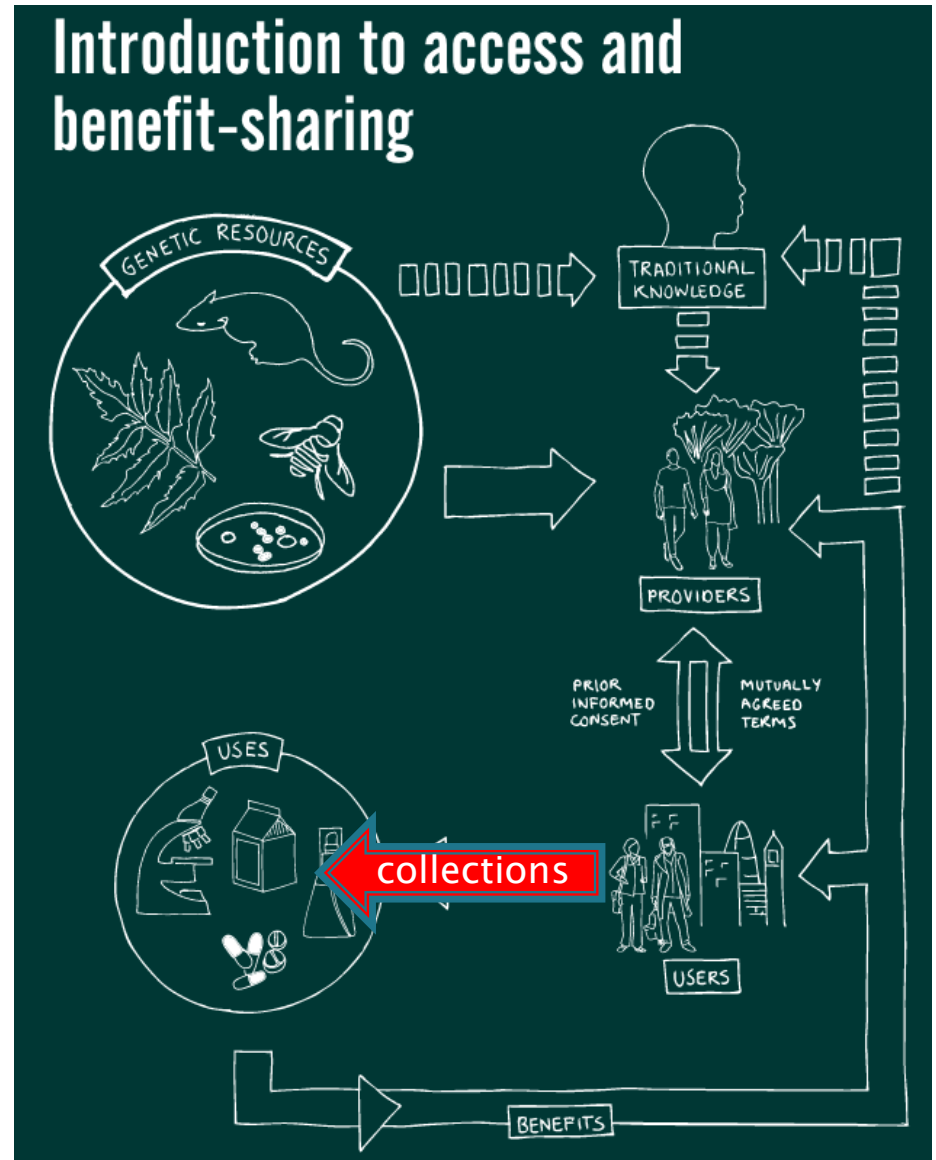 Introduction to access and
benefit-sharing
GENETIC RESOURCES
TRADITIONAL
KNOWLEDGE
PROVIDERS
PRIOR
INFORMED
CONSENT
MUTUALLY
AGREED
TERMS
USES
collections
USERS
BENEFITS